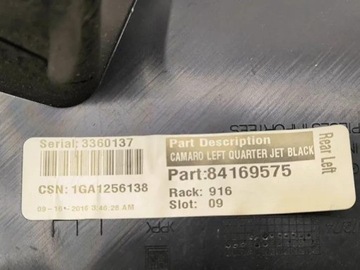 Serial: 3360137
Part Description
CAMARO LEFT QUARTER JET BLACK
Part:84169575
CSN: 1GA1256138
Rack: 916
Slot: 09
Rear Left